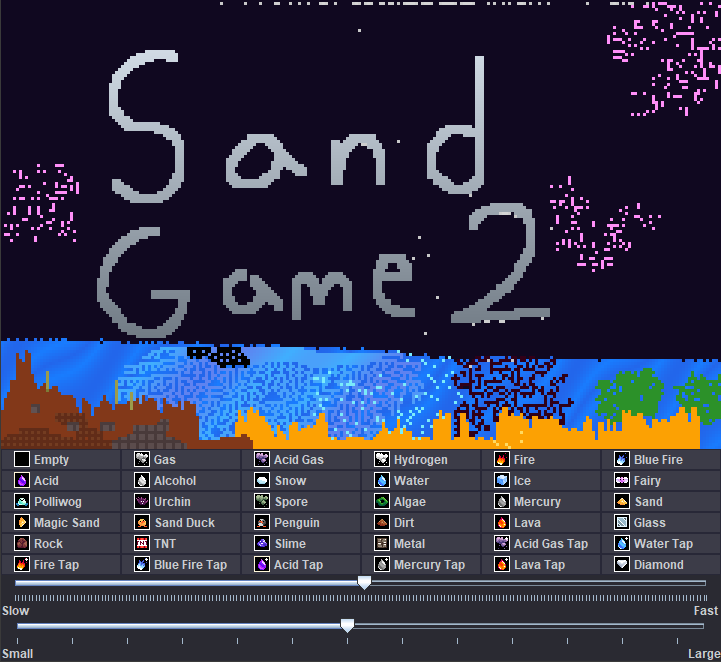 Sand
Game 2
Empty Gas Acid Gas Hydrogen Fire Blue Fire
Acid Alcohol Snow Water Ice Fairy
Polliwog Urchin Spore Algae Mercury Sand
Magic Sand Sand Duck Penguin Dirt Lava Glass
Rock TNT Slime Metal Acid Gas Tap Water Tap
Fire Tap Blue Fire Tap Acid Tap Mercury Tap Lava Tap Diamond
Slow Fast
Small Large